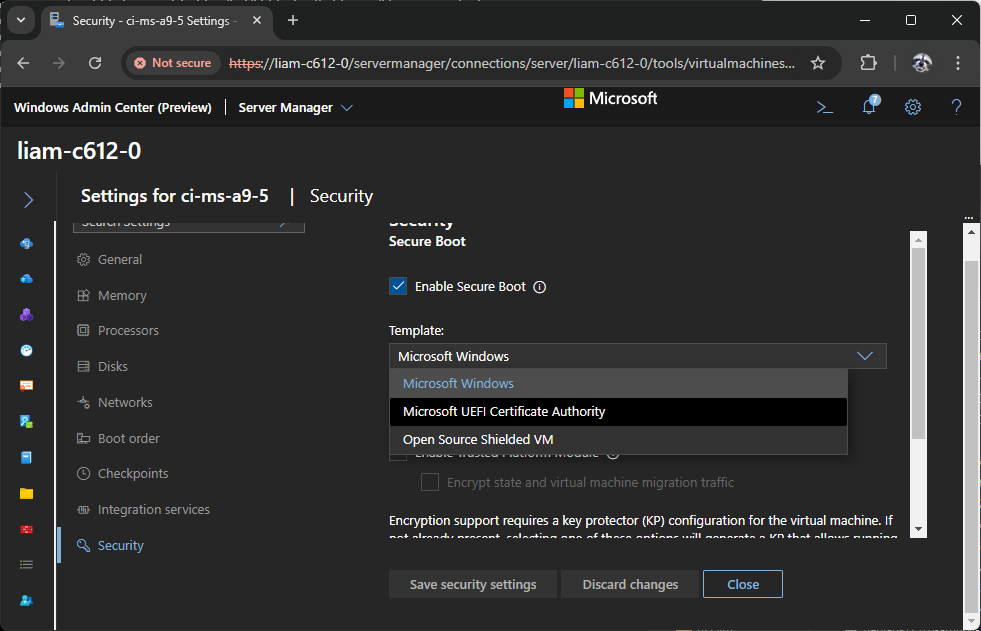 Security - ci-ms-a9-5 Settings -
Not secure
https://liam-c612-0/servermanager/connections/server/liam-c612-0/tools/virtualmachines...
Windows Admin Center (Preview)
Server Manager
Microsoft
7
liam-c612-0
Settings for ci-ms-a9-5 | Security
...
Search Settings
General
Memory
Processors
Disks
Networks
Boot order
Checkpoints
Integration services
Security
Security
Secure Boot
Enable Secure Boot
Template:
Microsoft Windows
Microsoft Windows
Microsoft UEFI Certificate Authority
Open Source Shielded VM
Enable Trusted Platform Module
Encrypt state and virtual machine migration traffic
Encryption support requires a key protector (KP) configuration for the virtual machine. If
not already present, selecting one of these options will generate a KP that allows running
Save security settings
Discard changes
Close